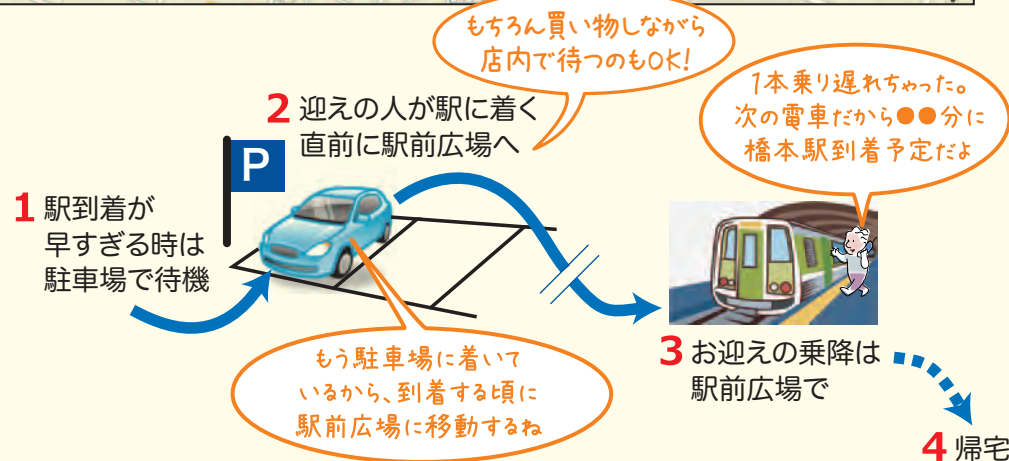 もちろん買い物しながら
店内で待つのもOK!
1本乗り遅れちゃった。
次の電車だから●●分に
橋本駅到着予定だよ
2 迎えの人が駅に着く
直前に駅前広場へ
P
1 駅到着が
早すぎる時は
駐車場で待機
もう駐車場に着いて
いるから、到着する頃に
駅前広場に移動するね
3 お迎えの乗降は
駅前広場で
4 帰宅